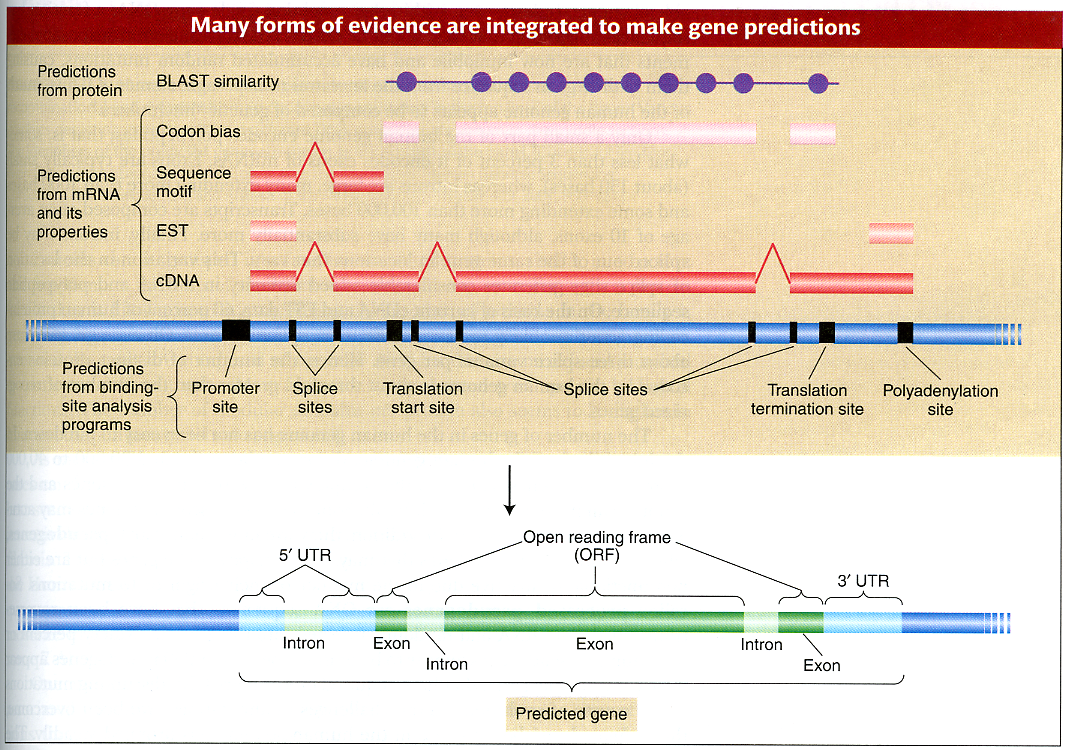 Many forms of evidence are integrated to make gene predictions
Predictions
from protein
BLAST similarity
Predictions
from mRNA
and its
properties
Codon bias
Sequence
motif
EST
cDNA
Predictions
from binding-
site analysis
programs
Promoter
site
Splice
sites
Translation
start site
Splice sites
Translation
termination site
Polyadenylation
site
Open reading frame
(ORF)
5′ UTR
3′ UTR
Intron
Exon
Intron
Exon
Intron
Exon
Predicted gene